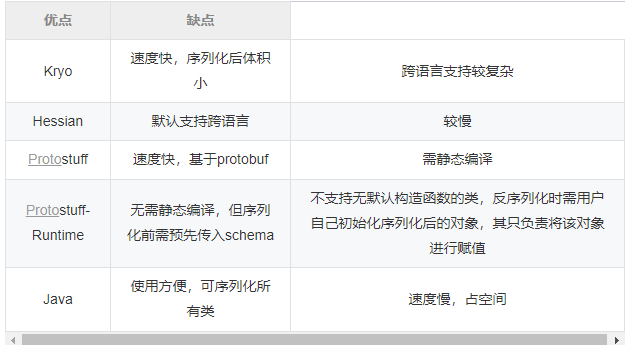 优点 缺点
Kryo 速度快，序列化后体积小 跨语言支持较复杂
Hessian 默认支持跨语言 较慢
Protostuff 速度快，基于protobuf 需静态编译
Protostuff-Runtime 无需静态编译，但序列化前需预先传入schema 不支持无默认构造函数的类，反序列化时需用户自己初始化序列化后的对象，其只负责将该对象进行赋值
Java 使用方便，可序列化所有类 速度慢，占空间